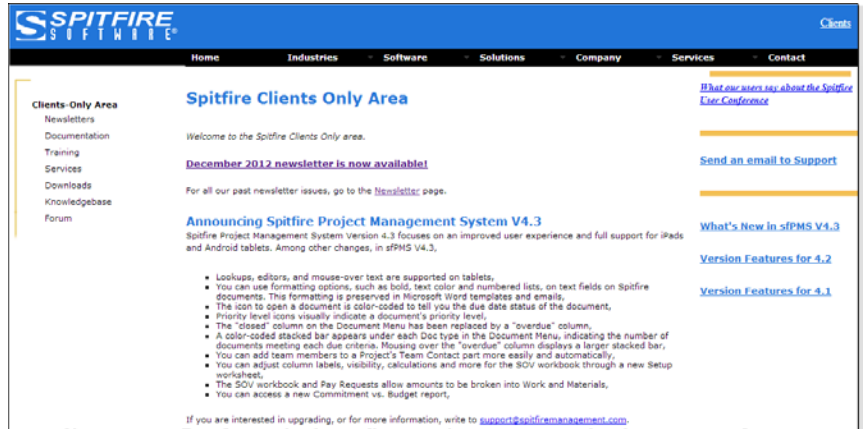 SPITFIRE
SOFTWARE®
Clients
Home Industries Software Solutions Company Services Contact
Clients-Only Area
Newsletters
Documentation
Training
Services
Downloads
Knowledgebase
Forum
Spitfire Clients Only Area
Welcome to the Spitfire Clients Only area.
December 2012 newsletter is now available!
For all our past newsletter issues, go to the Newsletter page.
Announcing Spitfire Project Management System V4.3
Spitfire Project Management System Version 4.3 focuses on an improved user experience and full support for iPads
and Android tablets. Among other changes, in sfPMS V4.3,
Lookups, editors, and mouse-over text are supported on tablets,
You can use formatting options, such as bold, text color and numbered lists, on text fields on Spitfire
documents. This formatting is preserved in Microsoft Word templates and emails,
The icon to open a document is color-coded to tell you the due date status of the document,
Priority level icons visually indicate a document's priority level,
The "closed" column on the Document Menu has been replaced by a "overdue" column,
A color-coded stacked bar appears under each Doc type in the Document Menu, indicating the number of
documents meeting each due criteria. Mousing over the "overdue" column displays a larger stacked bar,
You can add team members to a Project's Team Contact part more easily and automatically,
You can adjust column labels, visibility, calculations and more for the SOV workbook through a new Setup
worksheet,
The SOV workbook and Pay Requests allow amounts to be broken into Work and Materials,
You can access a new Commitment vs. Budget report,
If you are interested in upgrading, or for more information, write to support@spitfiremanagement.com.
What our users say about the Spitfire
User Conference
Send an email to Support
What's New in sfPMS V4.3
Version Features for 4.2
Version Features for 4.1